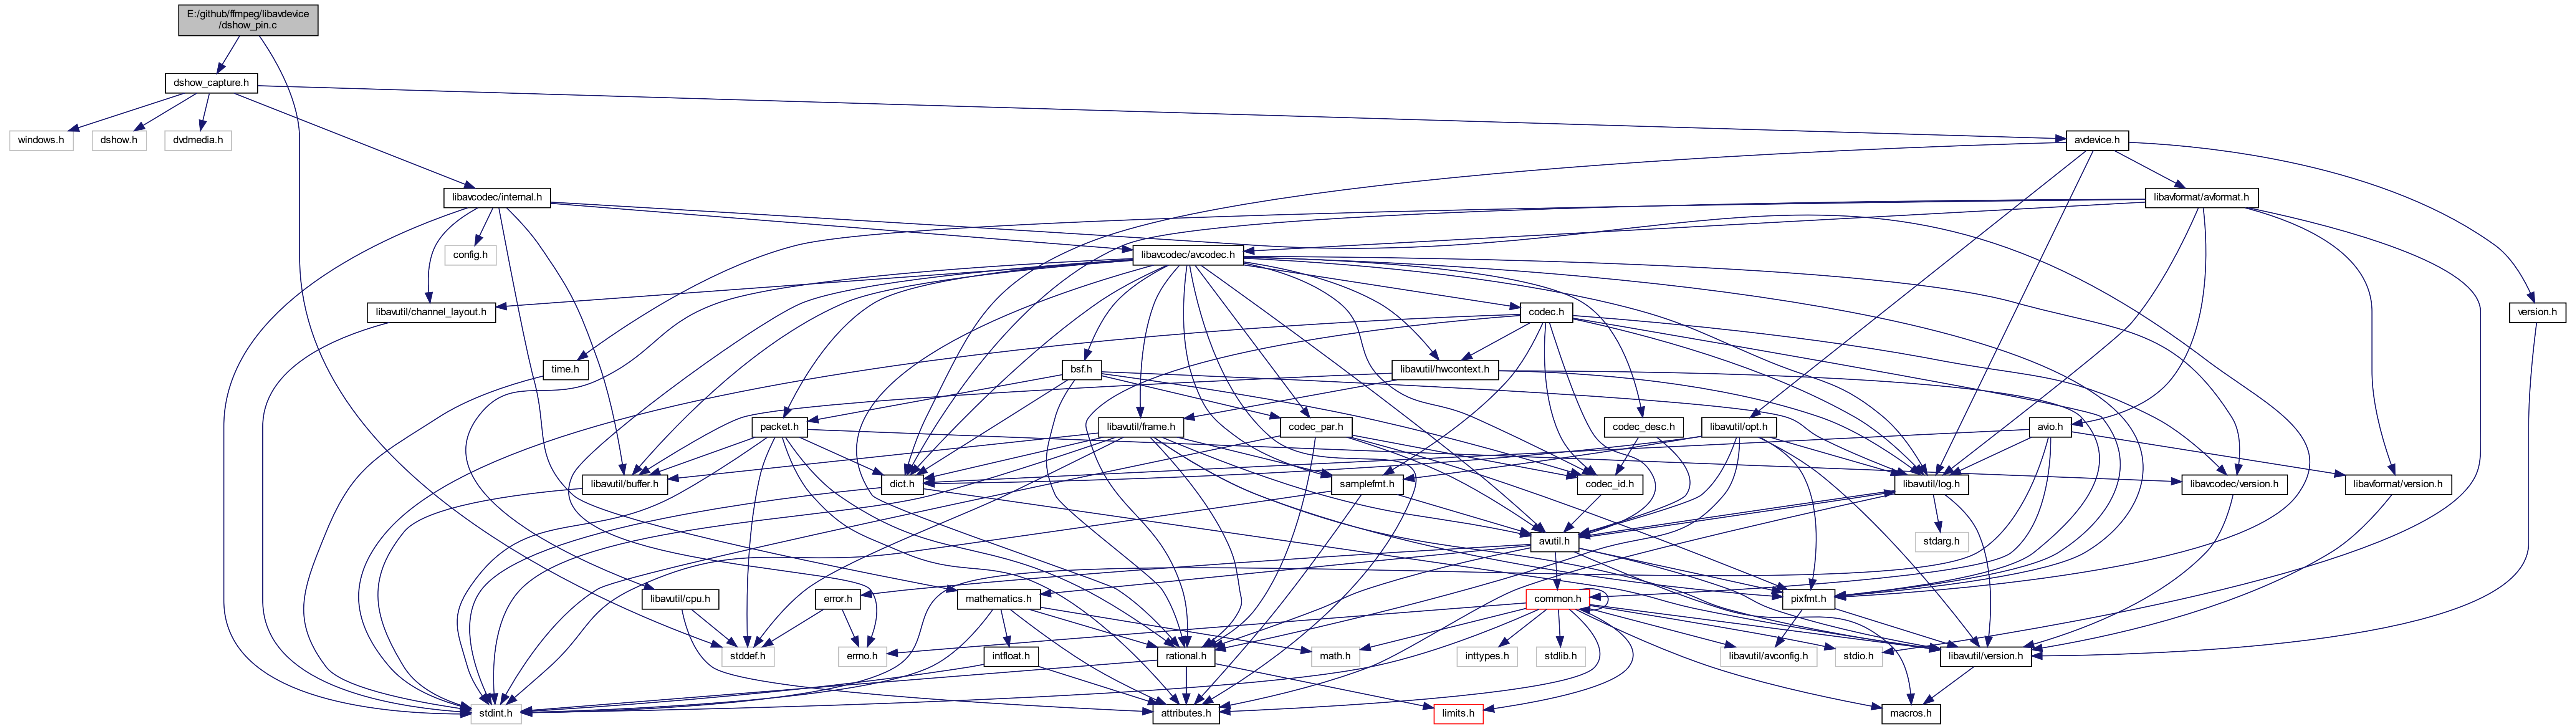 E:/github/ffmpeg/libavdevice
/dshow_pin.c
dshow_capture.h
windows.h
dshow.h
dvdmedia.h
avdevice.h
libavcodec/internal.h
libavformat/avformat.h
config.h
libavcodec/avcodec.h
libavutil/channel_layout.h
codec.h
version.h
time.h
bsf.h
libavutil/hwcontext.h
packet.h
libavutil/frame.h
codec_par.h
codec_desc.h
libavutil/opt.h
avio.h
libavutil/buffer.h
dict.h
samplefmt.h
codec_id.h
libavutil/log.h
libavcodec/version.h
libavformat/version.h
avutil.h
stdarg.h
libavutil/cpu.h
error.h
mathematics.h
common.h
pixfmt.h
stddef.h
errno.h
intfloat.h
rational.h
math.h
inttypes.h
stdlib.h
libavutil/avconfig.h
stdio.h
libavutil/version.h
stdint.h
attributes.h
limits.h
macros.h